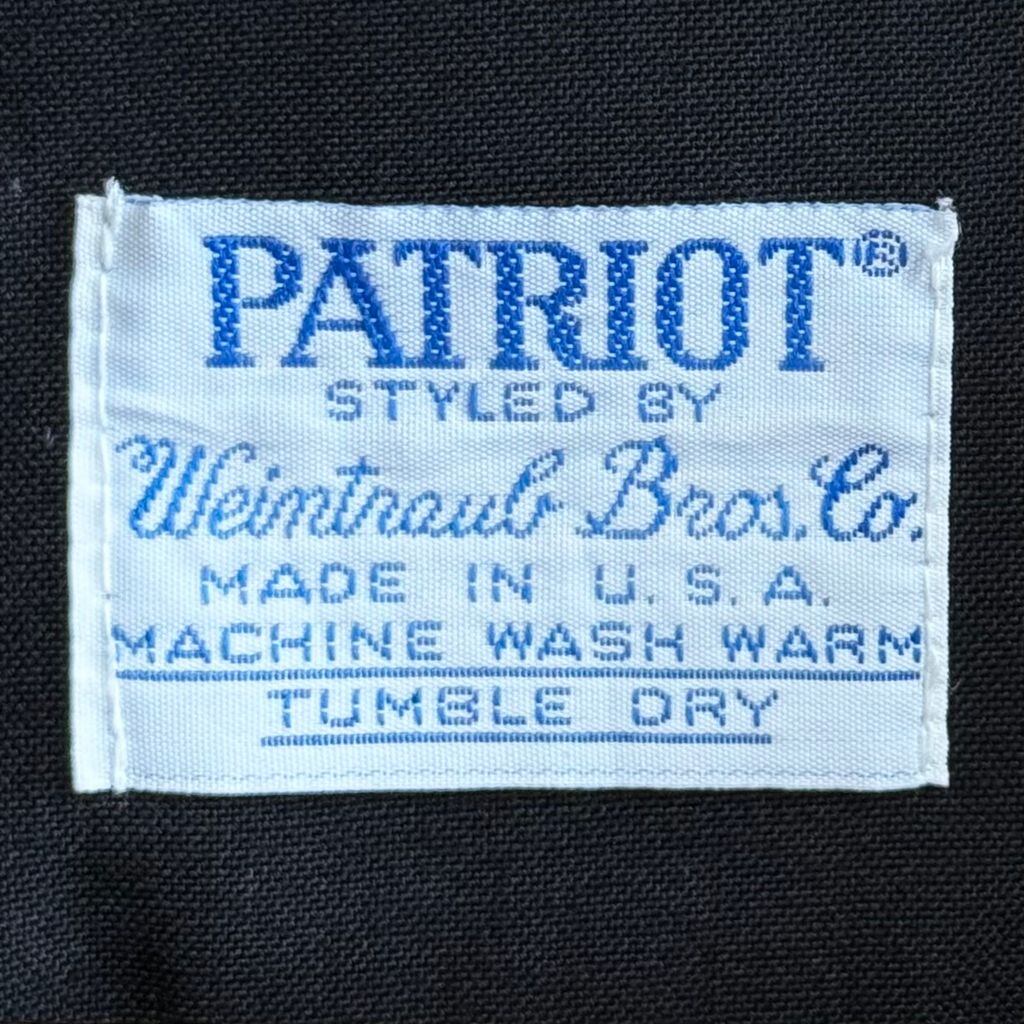 PATRIOT®
STYLED BY
Weintraub Bros. Co.
MADE IN U.S.A.
MACHINE WASH WARM
TUMBLE DRY